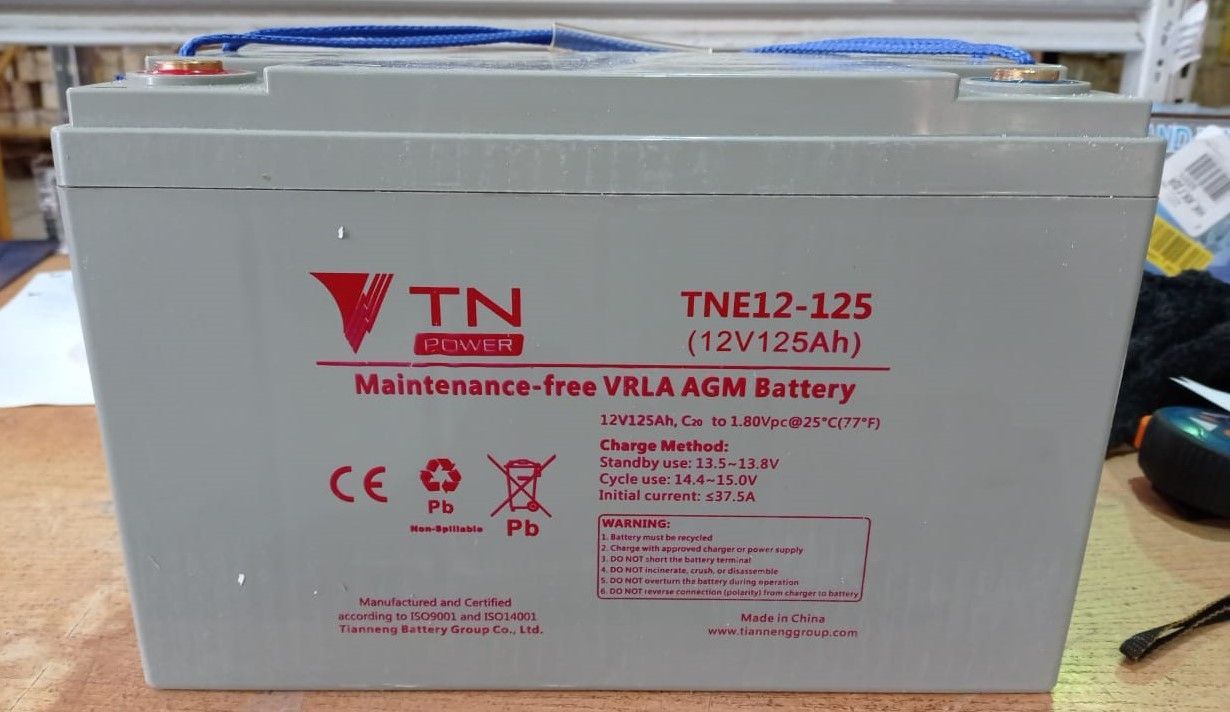 TN
POWER
TNE12-125
(12V125Ah)
Maintenance-free VRLA AGM Battery
12V125Ah, C₂₀ to 1.80Vpc@25°C(77°F)
Charge Method:
Standby use: 13.5~13.8V
Cycle use: 14.4~15.0V
Initial current: ≤37.5A
CE
Pb
Non-Spillable
Pb
WARNING:
1. Battery must be recycled
2. Charge with approved charger or power supply
3. DO NOT short the battery terminal
4. DO NOT incinerate, crush, or disassemble
5. DO NOT overturn the battery during operation
6. DO NOT reverse connection (polarity) from charger to battery
Manufactured and Certified
according to ISO9001 and ISO14001
Tianneng Battery Group Co., Ltd.
Made in China
www.tiannenggroup.com